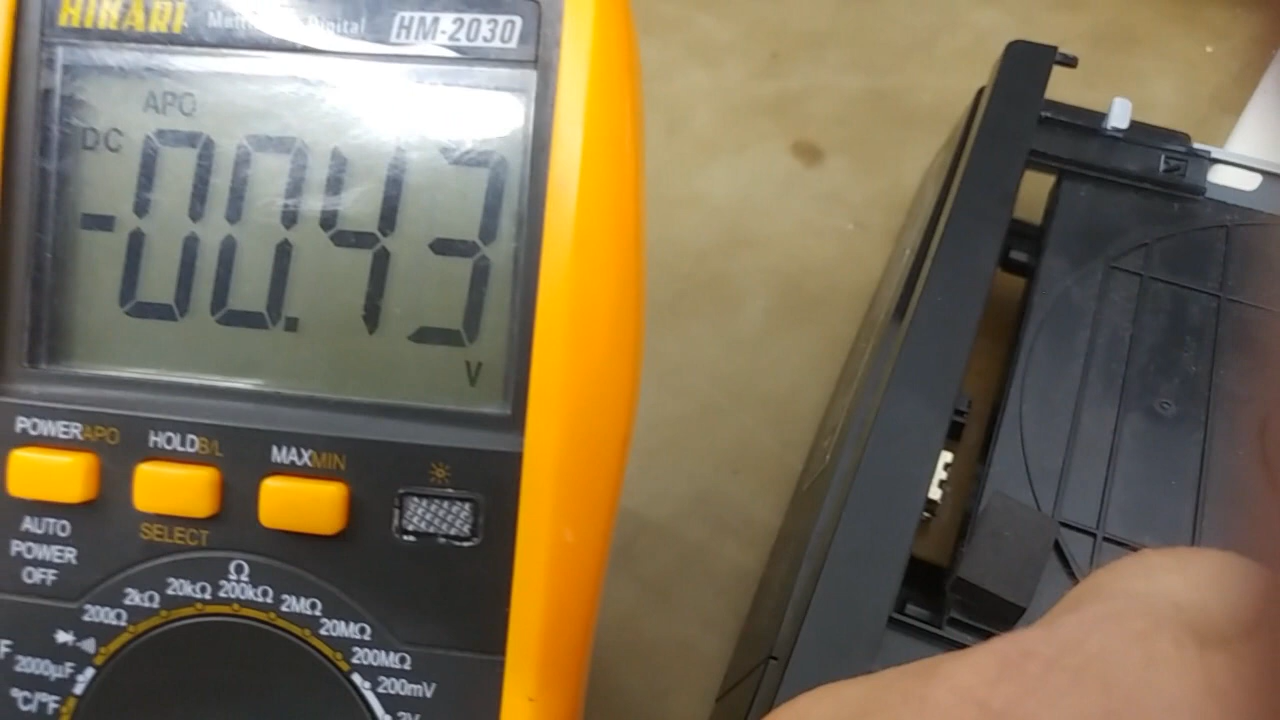 HIKARI HM-2030
APO
DC
-00.43
V
POWER APO HOLD B/L MAX MIN
AUTO POWER OFF
SELECT
Ω
200Ω 2kΩ 20kΩ 200kΩ 2MΩ 20MΩ 200MΩ
200mV
2V
F
2000µF
°C/°F